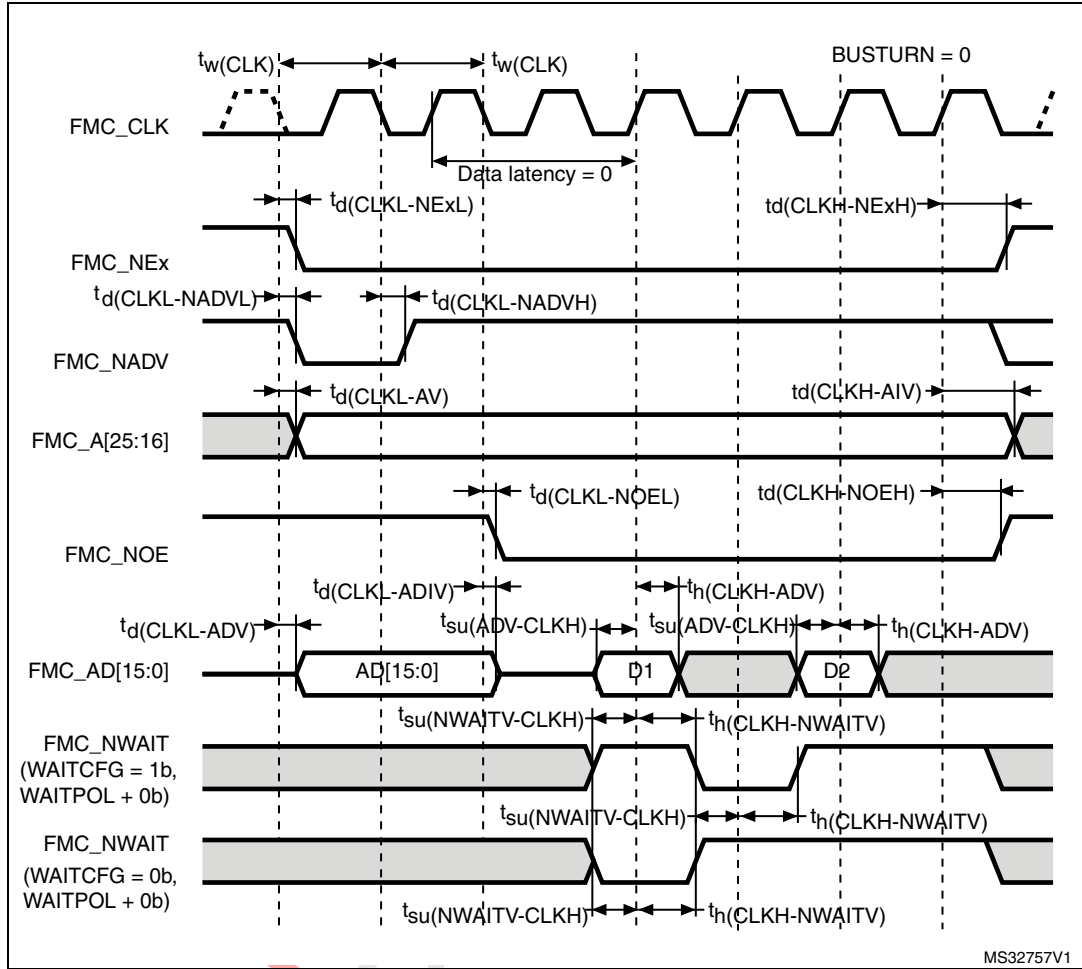 tw(CLK) tw(CLK) BUSTURN = 0
FMC_CLK
Data latency = 0
td(CLKL-NExL) td(CLKH-NExH)
FMC_NEx
td(CLKL-NADVL) td(CLKL-NADVH)
FMC_NADV
td(CLKL-AV) td(CLKH-AIV)
FMC_A[25:16]
td(CLKL-NOEL) td(CLKH-NOEH)
FMC_NOE
td(CLKL-ADIV) th(CLKH-ADV)
td(CLKL-ADV) tsu(ADV-CLKH) tsu(ADV-CLKH) th(CLKH-ADV)
FMC_AD[15:0] AD[15:0] D1 D2
tsu(NWAITV-CLKH) th(CLKH-NWAITV)
FMC_NWAIT
(WAITCFG = 1b,
WAITPOL + 0b)
tsu(NWAITV-CLKH) th(CLKH-NWAITV)
FMC_NWAIT
(WAITCFG = 0b,
WAITPOL + 0b)
tsu(NWAITV-CLKH) th(CLKH-NWAITV)
MS32757V1